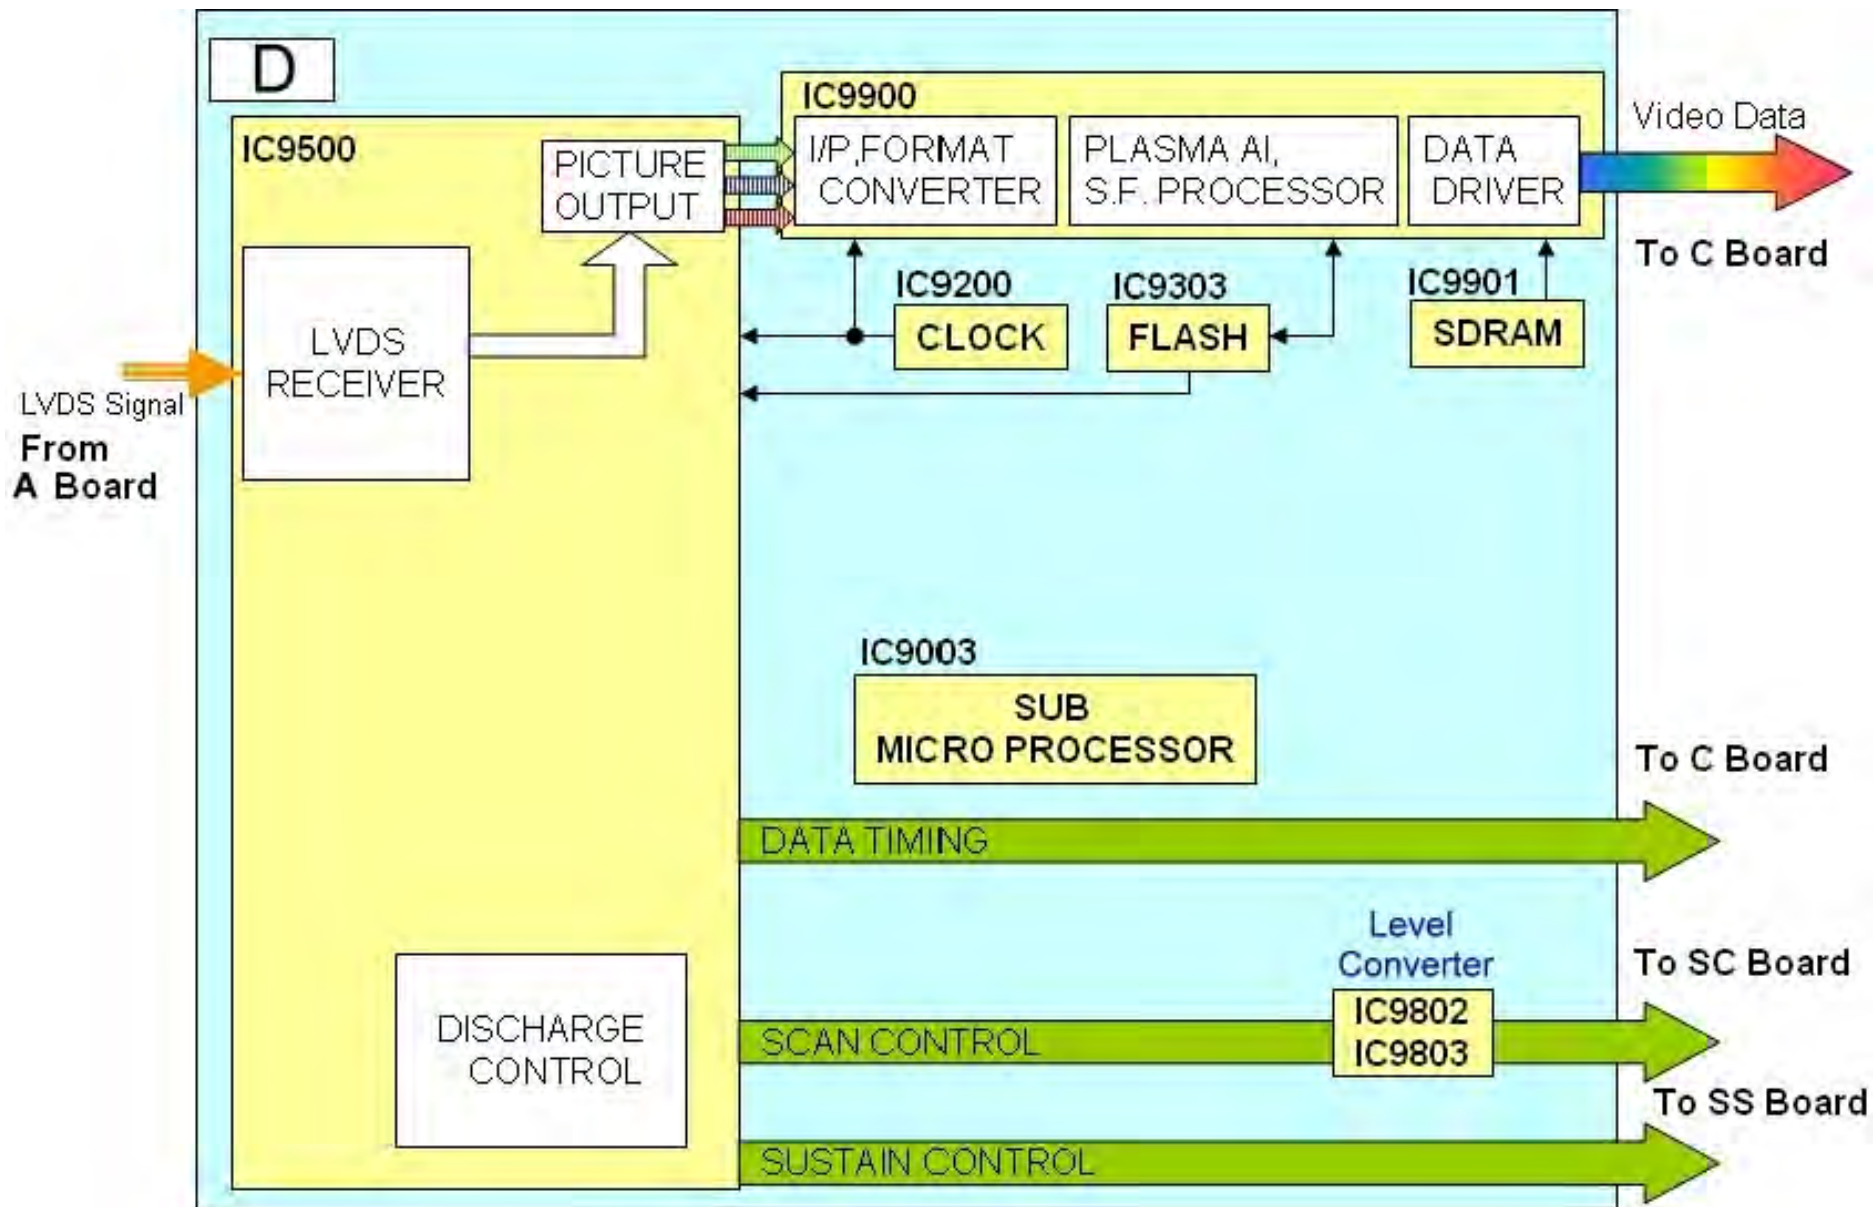 D
IC9500
PICTURE
OUTPUT
LVDS
RECEIVER
LVDS Signal
From
A Board
IC9900
I/P,FORMAT
CONVERTER
PLASMA AI,
S.F. PROCESSOR
DATA
DRIVER
Video Data
To C Board
IC9200
CLOCK
IC9303
FLASH
IC9901
SDRAM
IC9003
SUB
MICRO PROCESSOR
To C Board
DATA TIMING
Level
Converter
To SC Board
IC9802
IC9803
DISCHARGE
CONTROL
SCAN CONTROL
To SS Board
SUSTAIN CONTROL